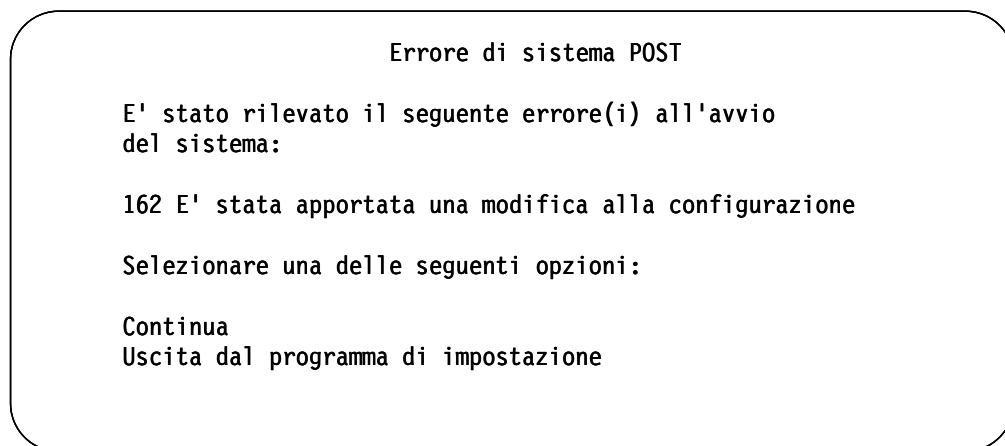 Errore di sistema POST
E' stato rilevato il seguente errore(i) all'avvio
del sistema:
162 E' stata apportata una modifica alla configurazione
Selezionare una delle seguenti opzioni:
Continua
Uscita dal programma di impostazione